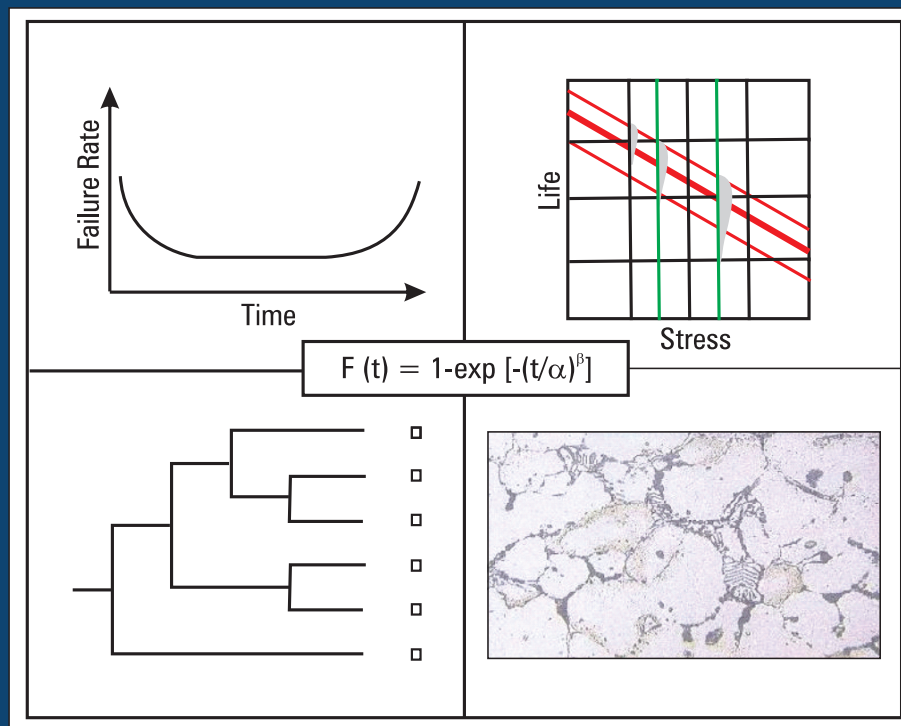 Failure Rate
Time
Life
Stress
F (t) = 1-exp [-(t/α)^β]